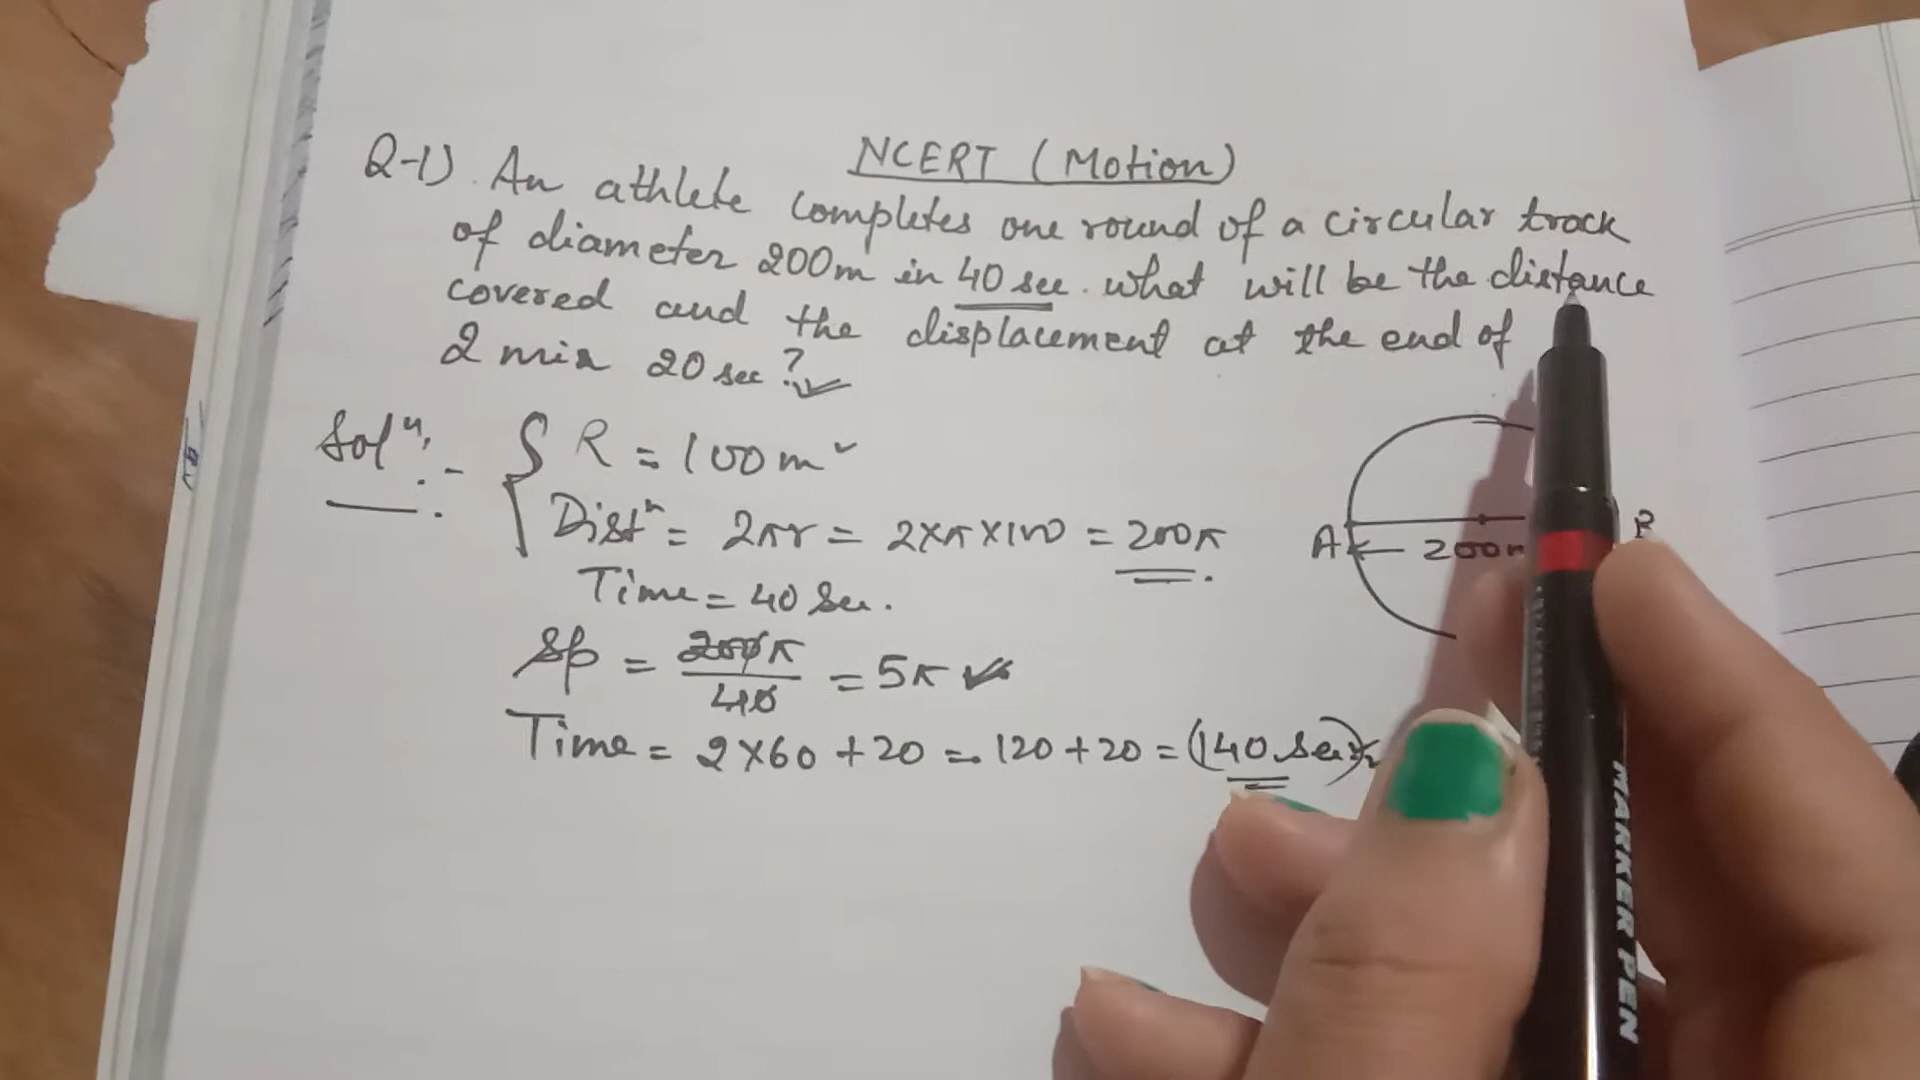 NCERT (Motion)
Q-1) An athlete completes one round of a circular track
of diameter 200m in 40 sec. what will be the distance
covered and the displacement at the end of
2 min 20 sec?
Solⁿ:-
R = 100m
Distⁿ = 2πr = 2×π×100 = 200π
Time = 40 Sec.
Sp = 200π/40 = 5π
Time = 2×60+20 = 120+20 = (140 sec)
A
200m
B
MARKER PEN